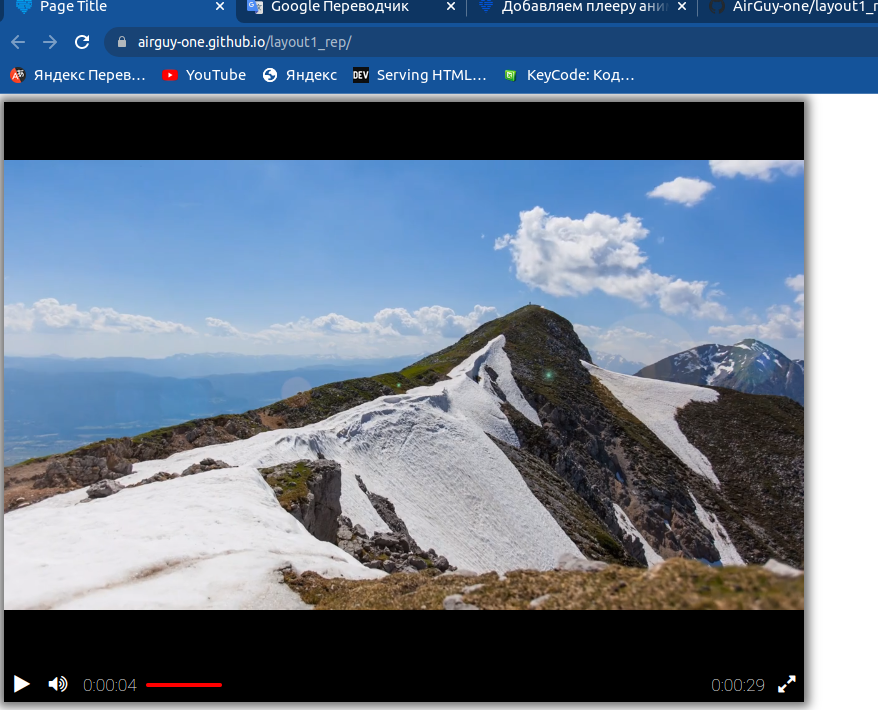 Page Title
Google Переводчик
Добавляем плееру ани
AirGuy-one/layout1_r
airguy-one.github.io/layout1_rep/
Яндекс Перев…
YouTube
Яндекс
DEV
Serving HTML…
KeyCode: Код…
0:00:04
0:00:29